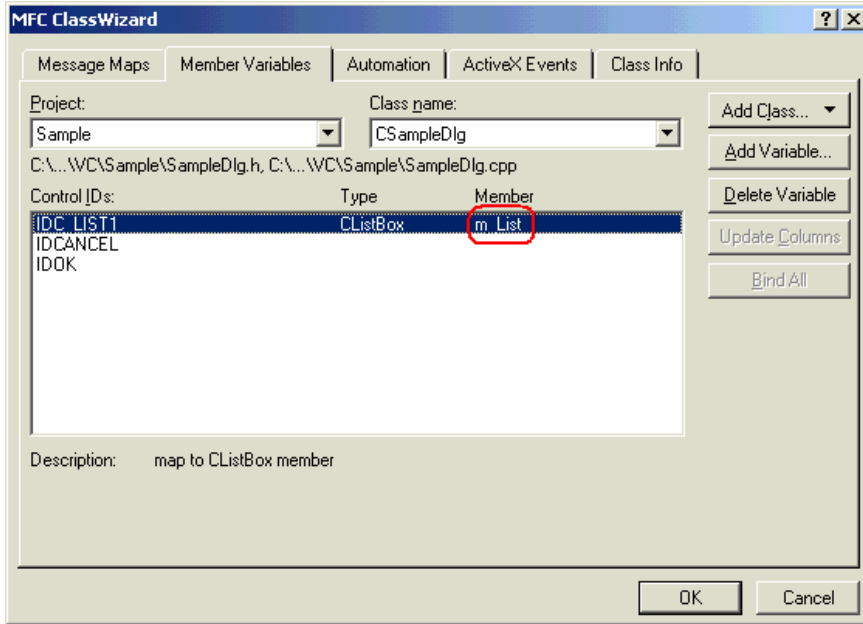 MFC ClassWizard
Message Maps Member Variables Automation ActiveX Events Class Info
Project: Class name:
Sample CSampleDlg
Add Class...
C:\...\VC\Sample\SampleDlg.h, C:\...\VC\Sample\SampleDlg.cpp
Add Variable...
Control IDs: Type Member
Delete Variable
IDC_LIST1 CListBox m_List
IDCANCEL
Update Columns
IDOK
Bind All
Description: map to CListBox member
OK Cancel